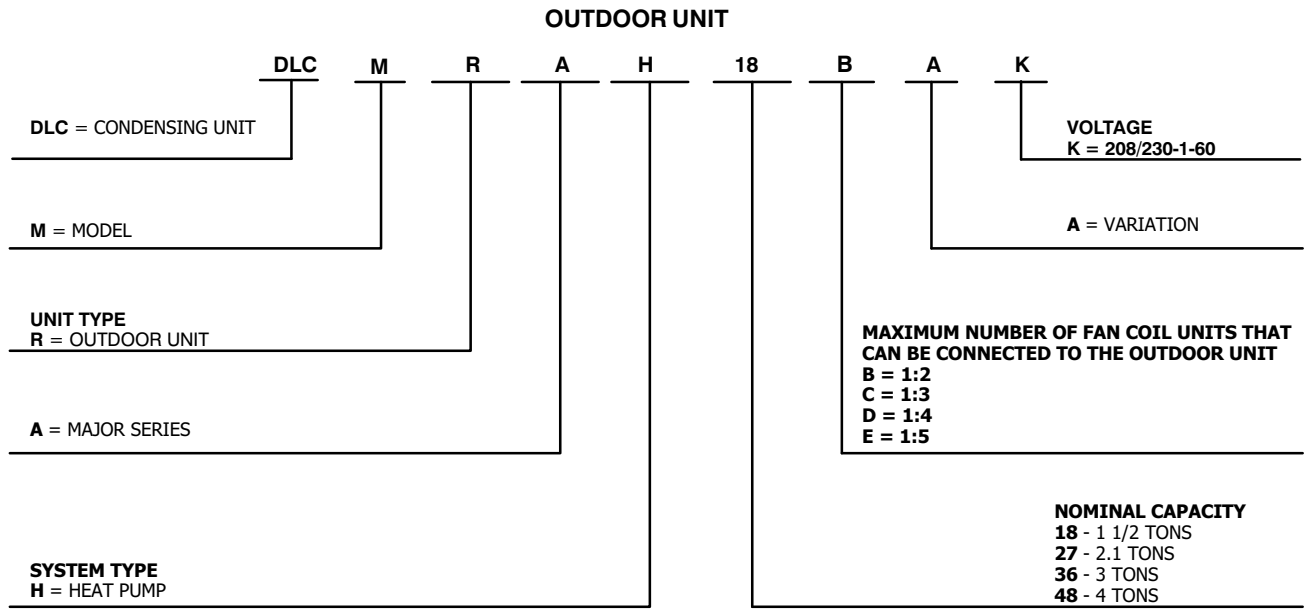 OUTDOOR UNIT
DLC M R A H 18 B A K
DLC = CONDENSING UNIT
VOLTAGE
K = 208/230-1-60
M = MODEL
A = VARIATION
UNIT TYPE
R = OUTDOOR UNIT
MAXIMUM NUMBER OF FAN COIL UNITS THAT
CAN BE CONNECTED TO THE OUTDOOR UNIT
B = 1:2
C = 1:3
D = 1:4
E = 1:5
A = MAJOR SERIES
NOMINAL CAPACITY
18 - 1 1/2 TONS
27 - 2.1 TONS
36 - 3 TONS
48 - 4 TONS
SYSTEM TYPE
H = HEAT PUMP